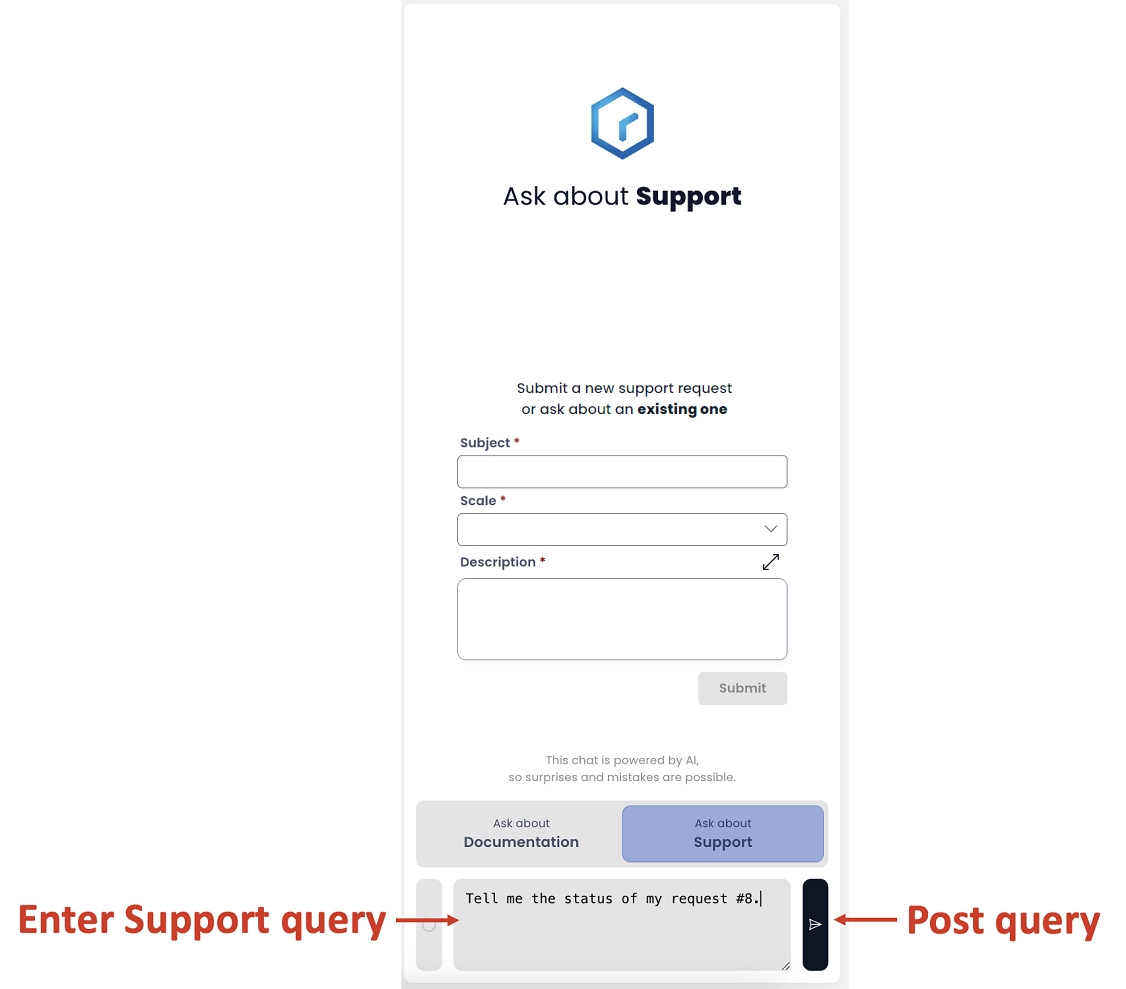 Ask about Support
Submit a new support request
or ask about an existing one
Subject *
Scale *
Description *
Submit
This chat is powered by AI,
so surprises and mistakes are possible.
Ask about
Documentation
Ask about
Support
Enter Support query
Tell me the status of my request #8.
Post query